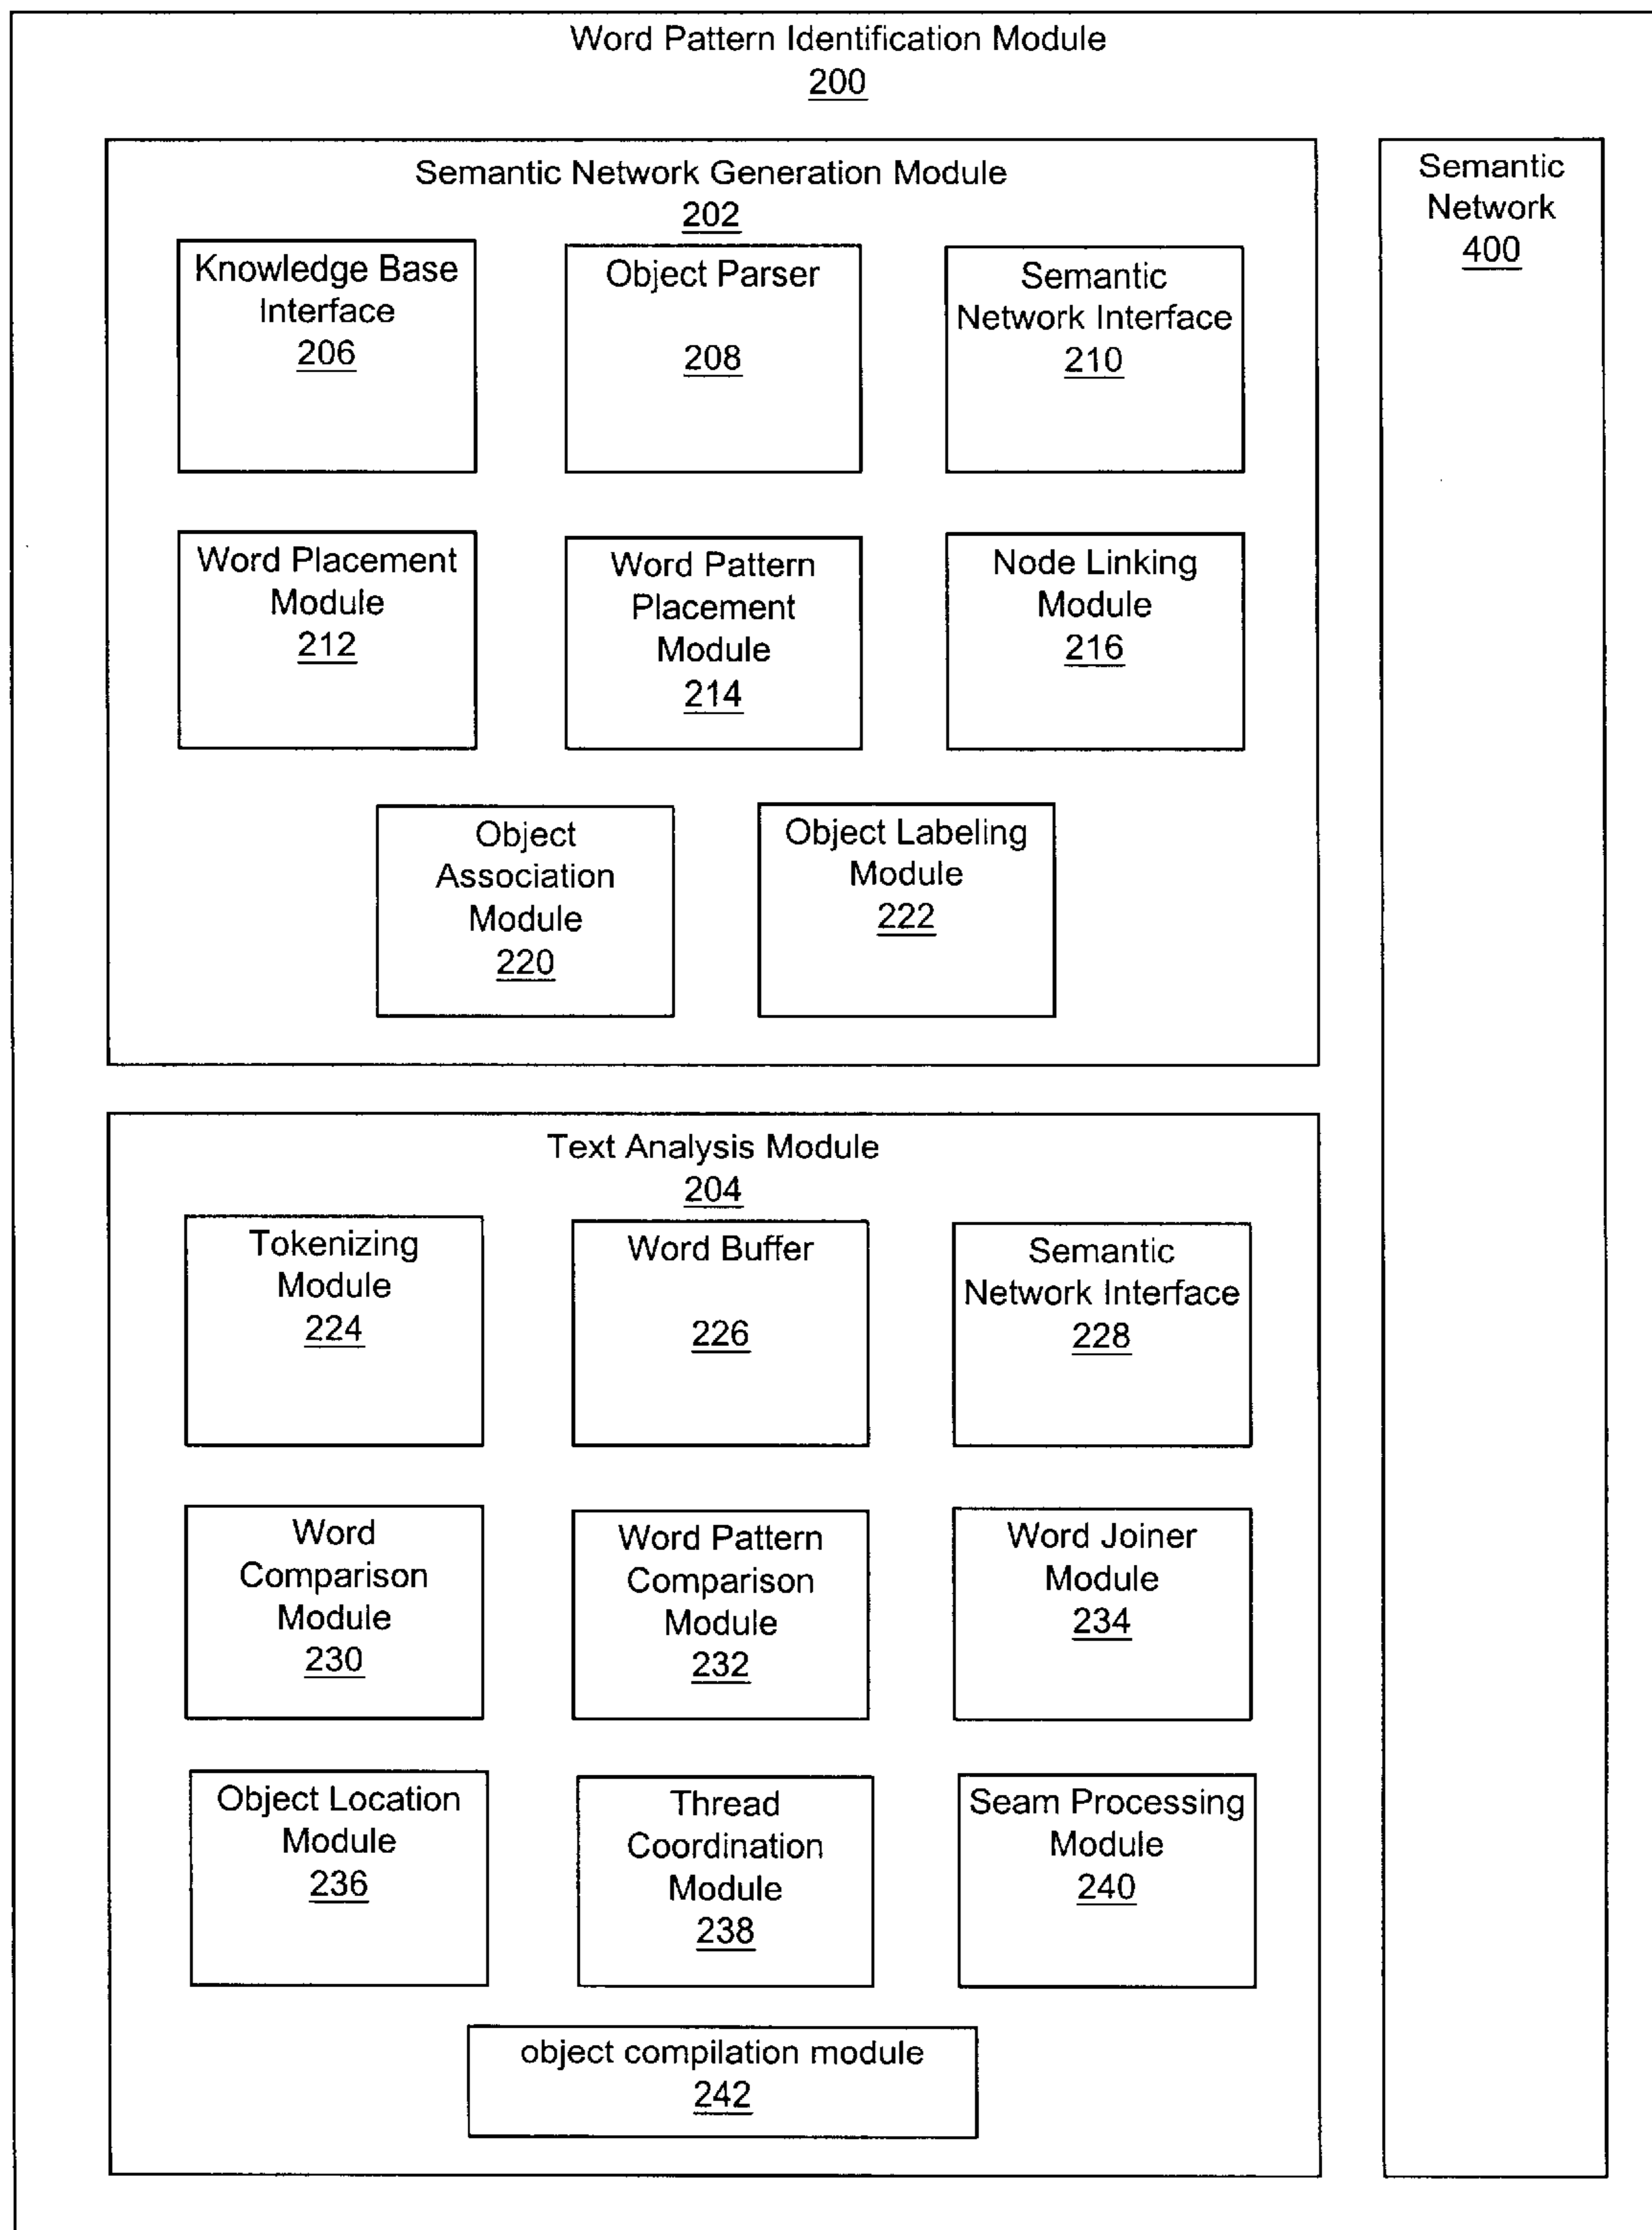 Word Pattern Identification Module
200
Semantic Network Generation Module
202
Knowledge Base
Interface
206
Object Parser
208
Semantic
Network Interface
210
Word Placement
Module
212
Word Pattern
Placement
Module
214
Node Linking
Module
216
Object
Association
Module
220
Object Labeling
Module
222
Semantic
Network
400
Text Analysis Module
204
Tokenizing
Module
224
Word Buffer
226
Semantic
Network Interface
228
Word
Comparison
Module
230
Word Pattern
Comparison
Module
232
Word Joiner
Module
234
Object Location
Module
236
Thread
Coordination
Module
238
Seam Processing
Module
240
object compilation module
242